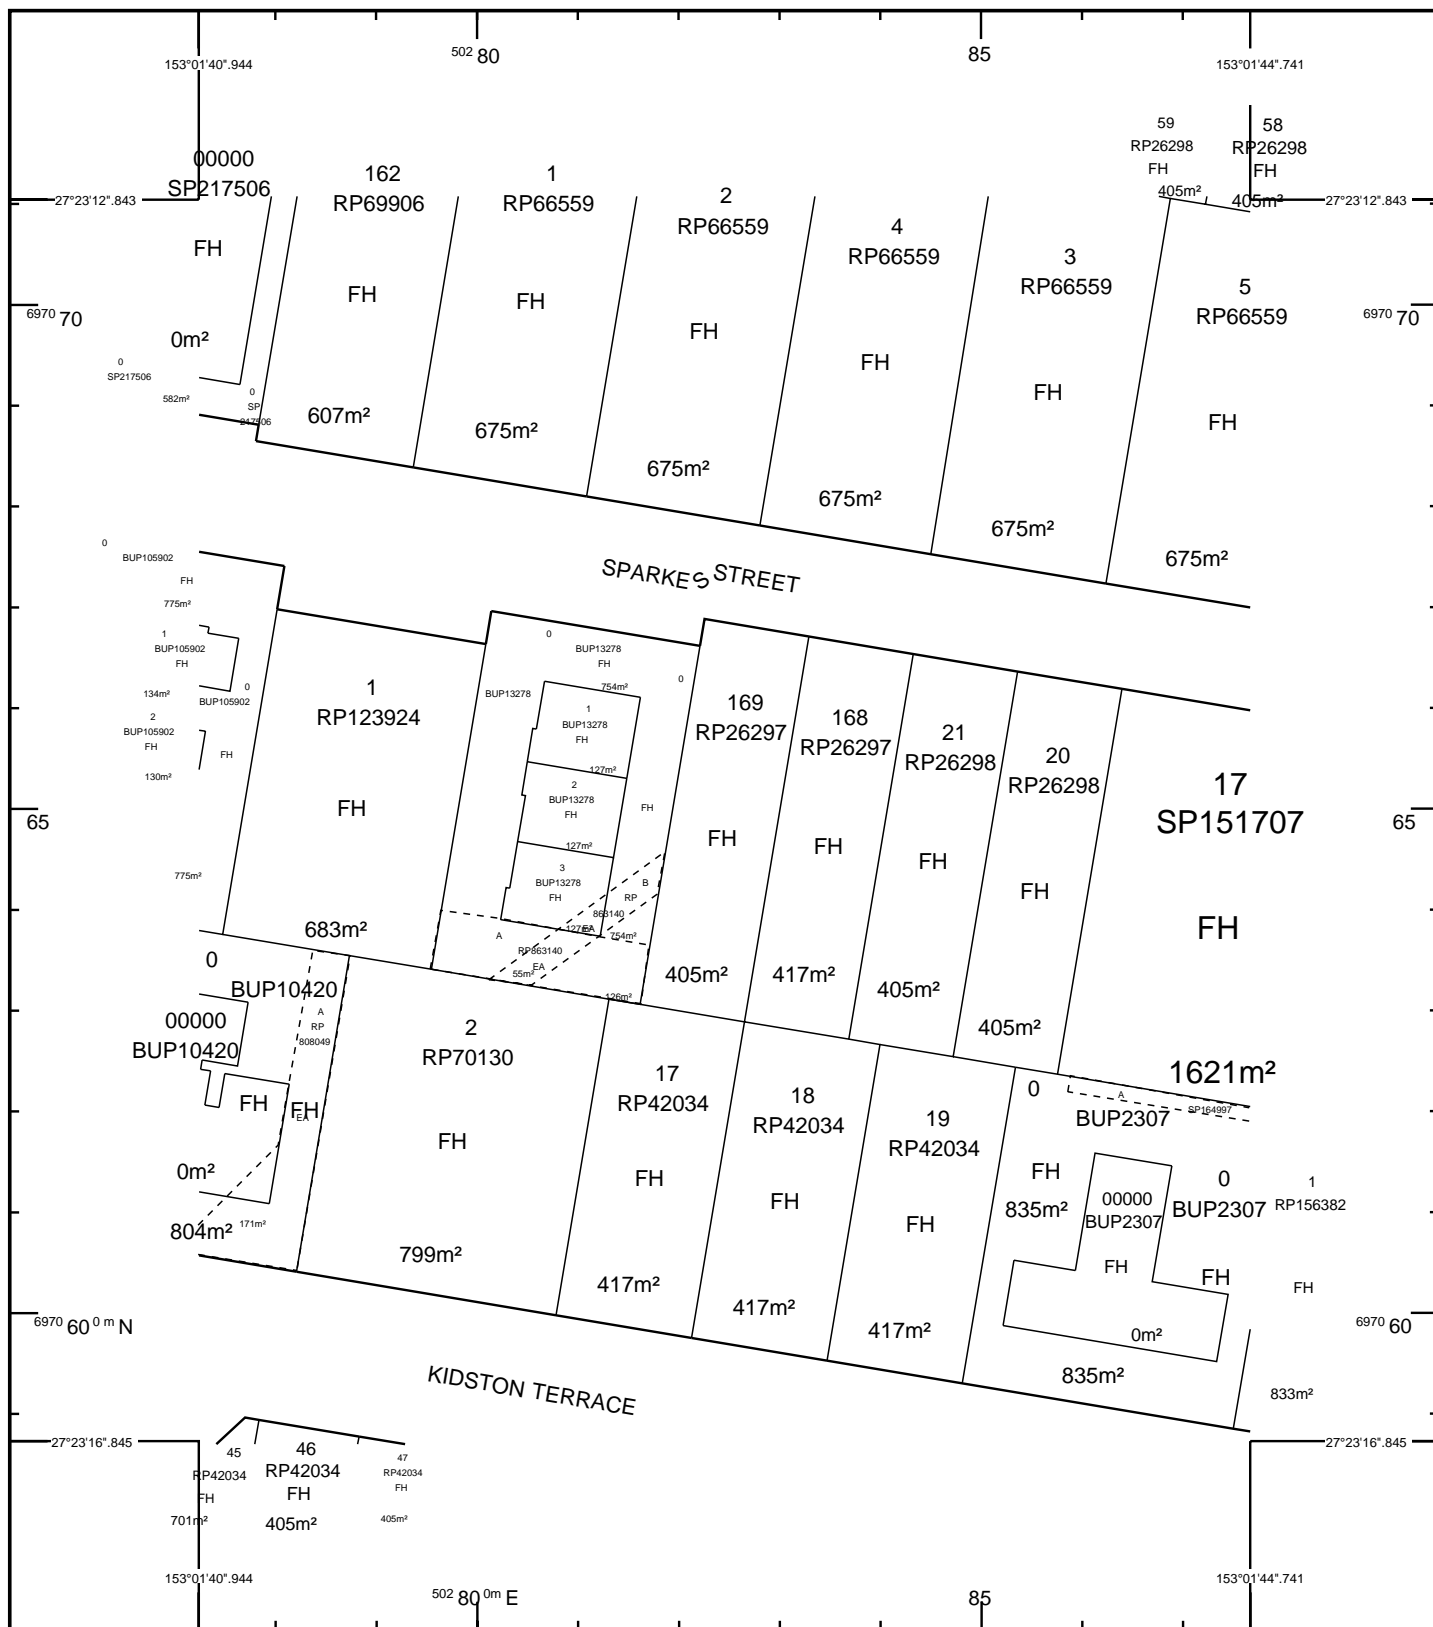 502 80
85
153°01'40".944
153°01'44".741
59
RP26298
FH
405m²
58
RP26298
FH
405m²
27°23'12".843
27°23'12".843
00000
SP217506
FH
0m²
162
RP69906
FH
607m²
1
RP66559
FH
675m²
2
RP66559
FH
675m²
4
RP66559
FH
675m²
3
RP66559
FH
675m²
5
RP66559
FH
675m²
6970 70
6970 70
0
SP217506
582m²
0
SP
217506
SPARKES STREET
0
BUP105902
FH
775m²
1
BUP105902
FH
134m²
0
BUP105902
2
BUP105902
FH
130m²
FH
775m²
1
RP123924
FH
683m²
0
BUP13278
FH
754m²
0
BUP13278
1
BUP13278
FH
127m²
2
BUP13278
FH
127m²
FH
3
BUP13278
FH
127m²
B
RP
863140
EA
754m²
A
RP863140
EA
55m²
126m²
169
RP26297
FH
405m²
168
RP26297
FH
417m²
21
RP26298
FH
405m²
20
RP26298
FH
405m²
17
SP151707
FH
1621m²
65
65
0
BUP10420
00000
BUP10420
FH
FH
0m²
804m²
171m²
A
RP
808049
EA
2
RP70130
FH
799m²
17
RP42034
FH
417m²
18
RP42034
FH
417m²
19
RP42034
FH
417m²
0
BUP2307
A
SP164997
FH
835m²
00000
BUP2307
FH
0m²
0
BUP2307
FH
835m²
1
RP156382
FH
833m²
6970 60 0 m N
6970 60
KIDSTON TERRACE
27°23'16".845
27°23'16".845
45
RP42034
FH
701m²
46
RP42034
FH
405m²
47
RP42034
FH
405m²
153°01'40".944
153°01'44".741
502 80 0m E
85